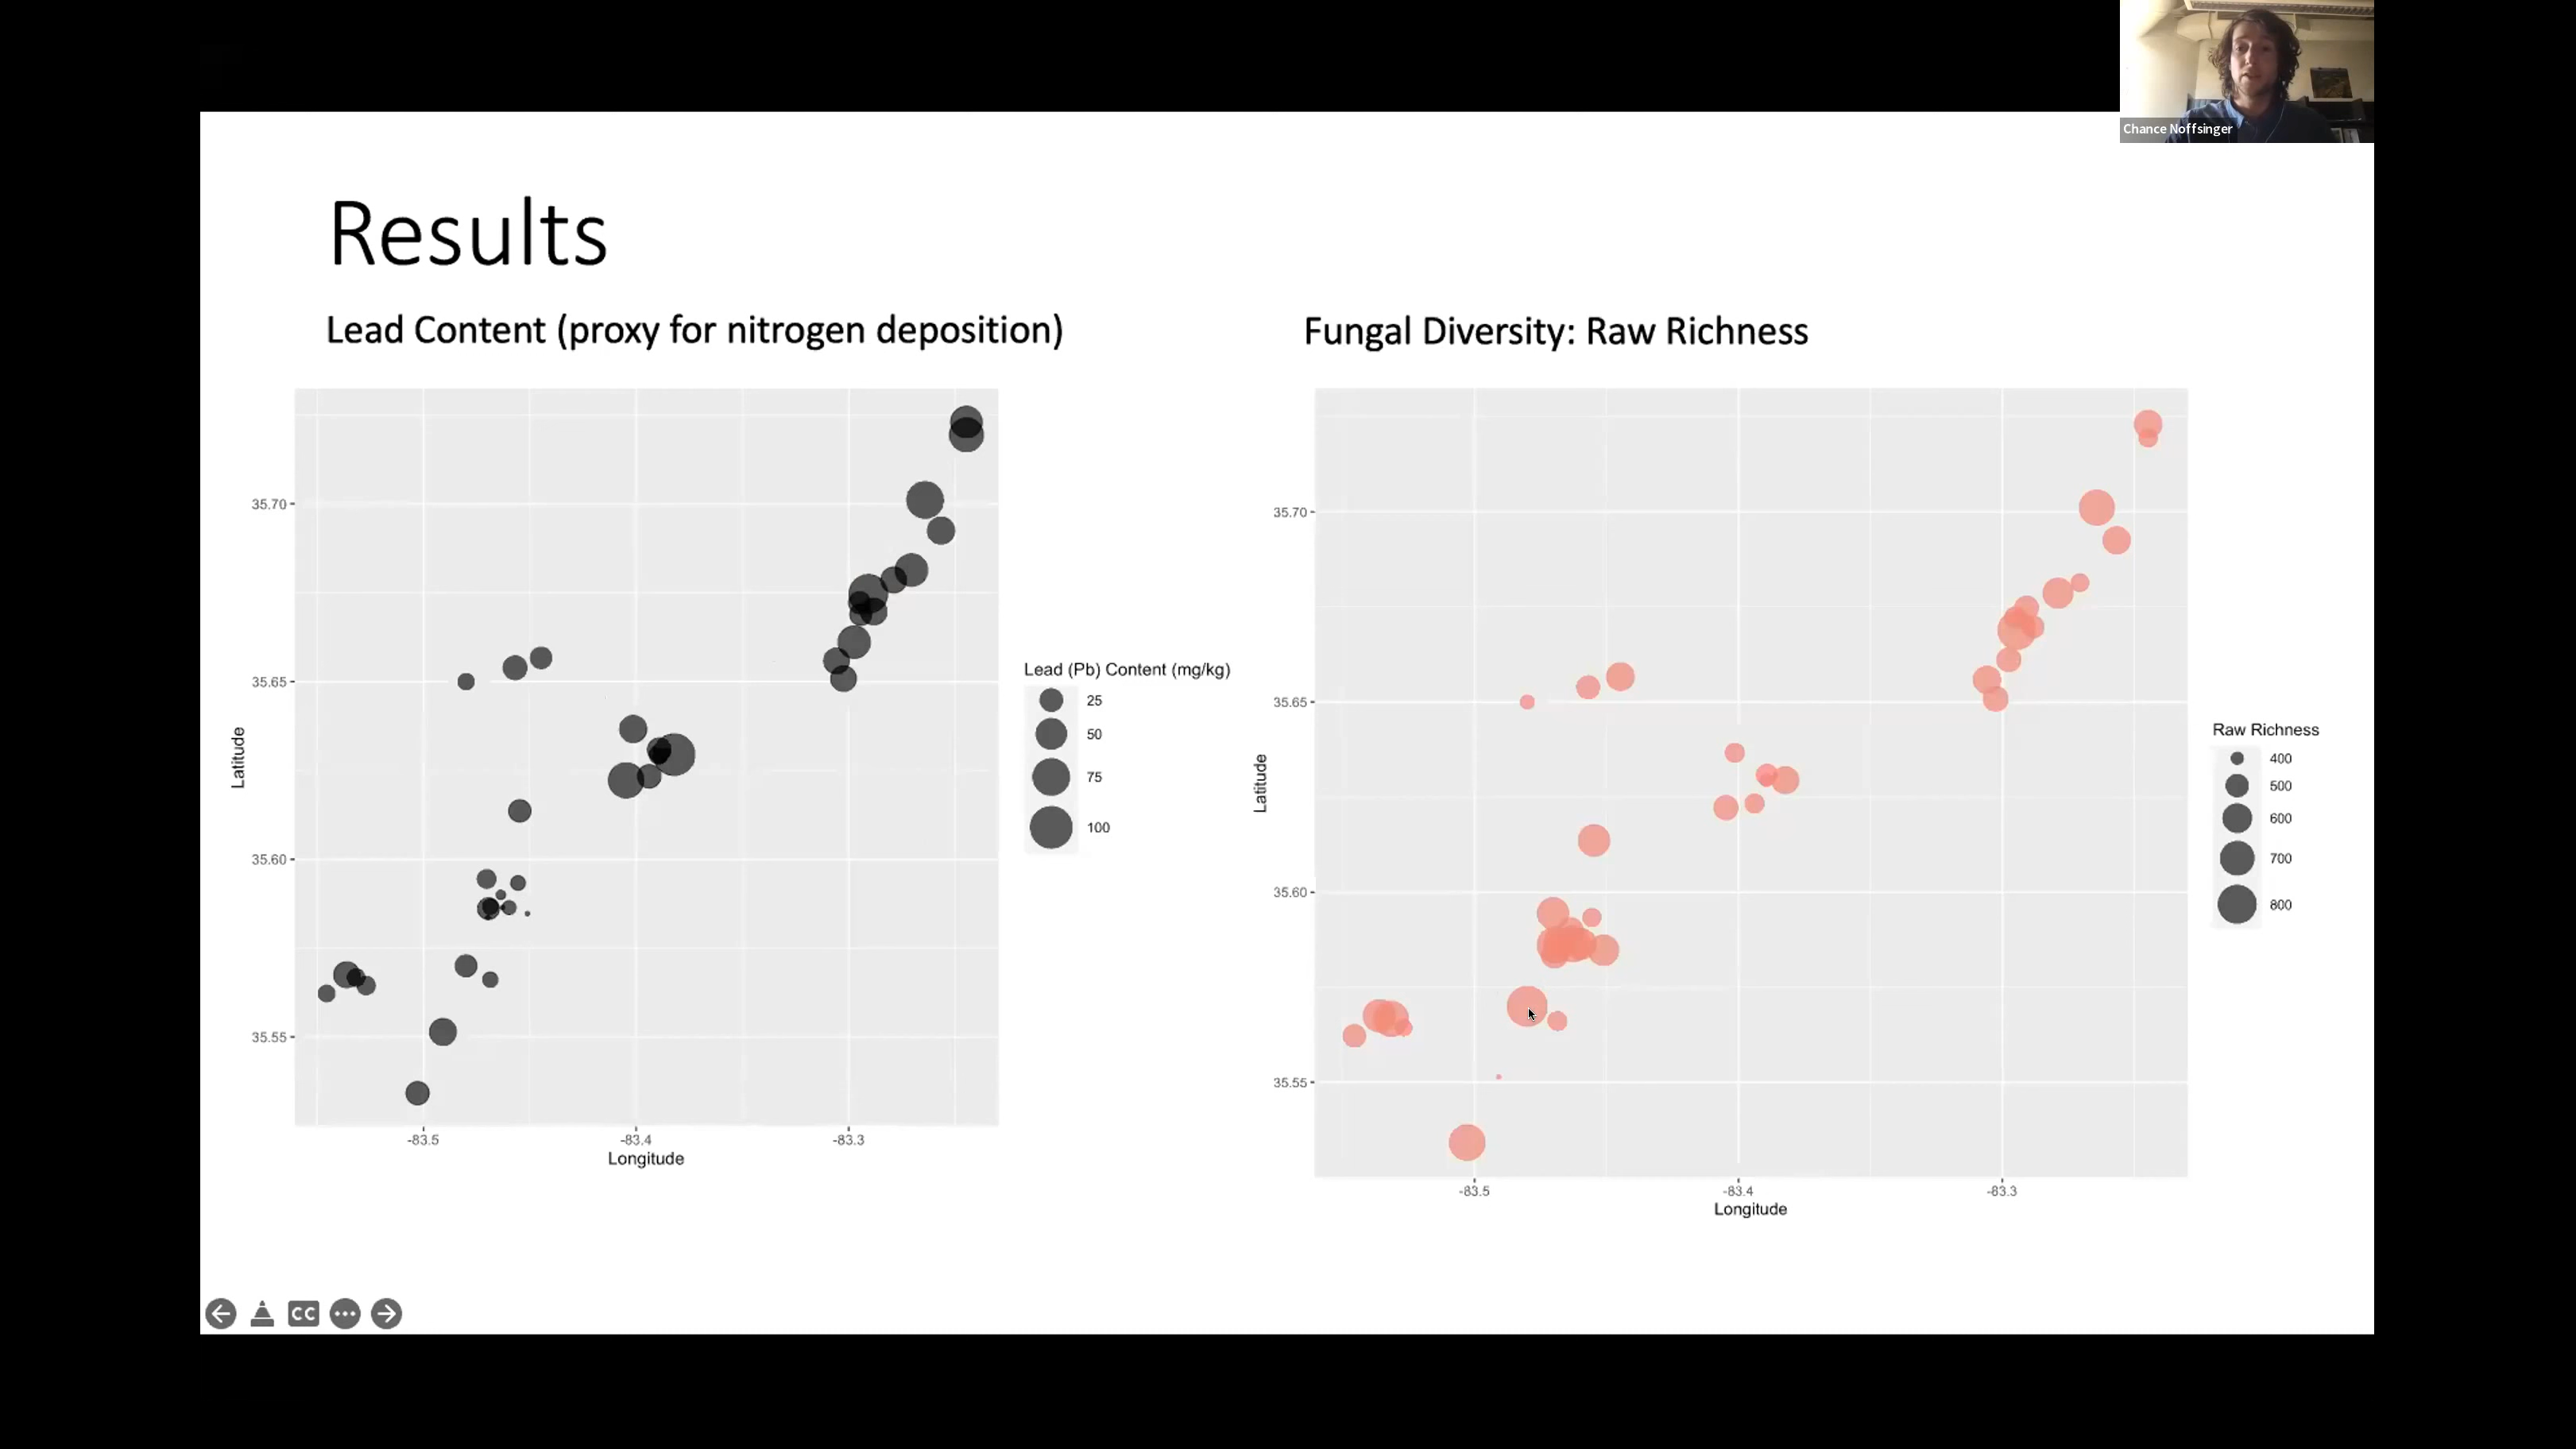 Chance Noffsinger
Results
Lead Content (proxy for nitrogen deposition)
35.70
35.65
35.60
35.55
Latitude
-83.5
-83.4
-83.3
Longitude
Lead (Pb) Content (mg/kg)
25
50
75
100
Fungal Diversity: Raw Richness
35.70
35.65
35.60
35.55
Latitude
-83.5
-83.4
-83.3
Longitude
Raw Richness
400
500
600
700
800
CC